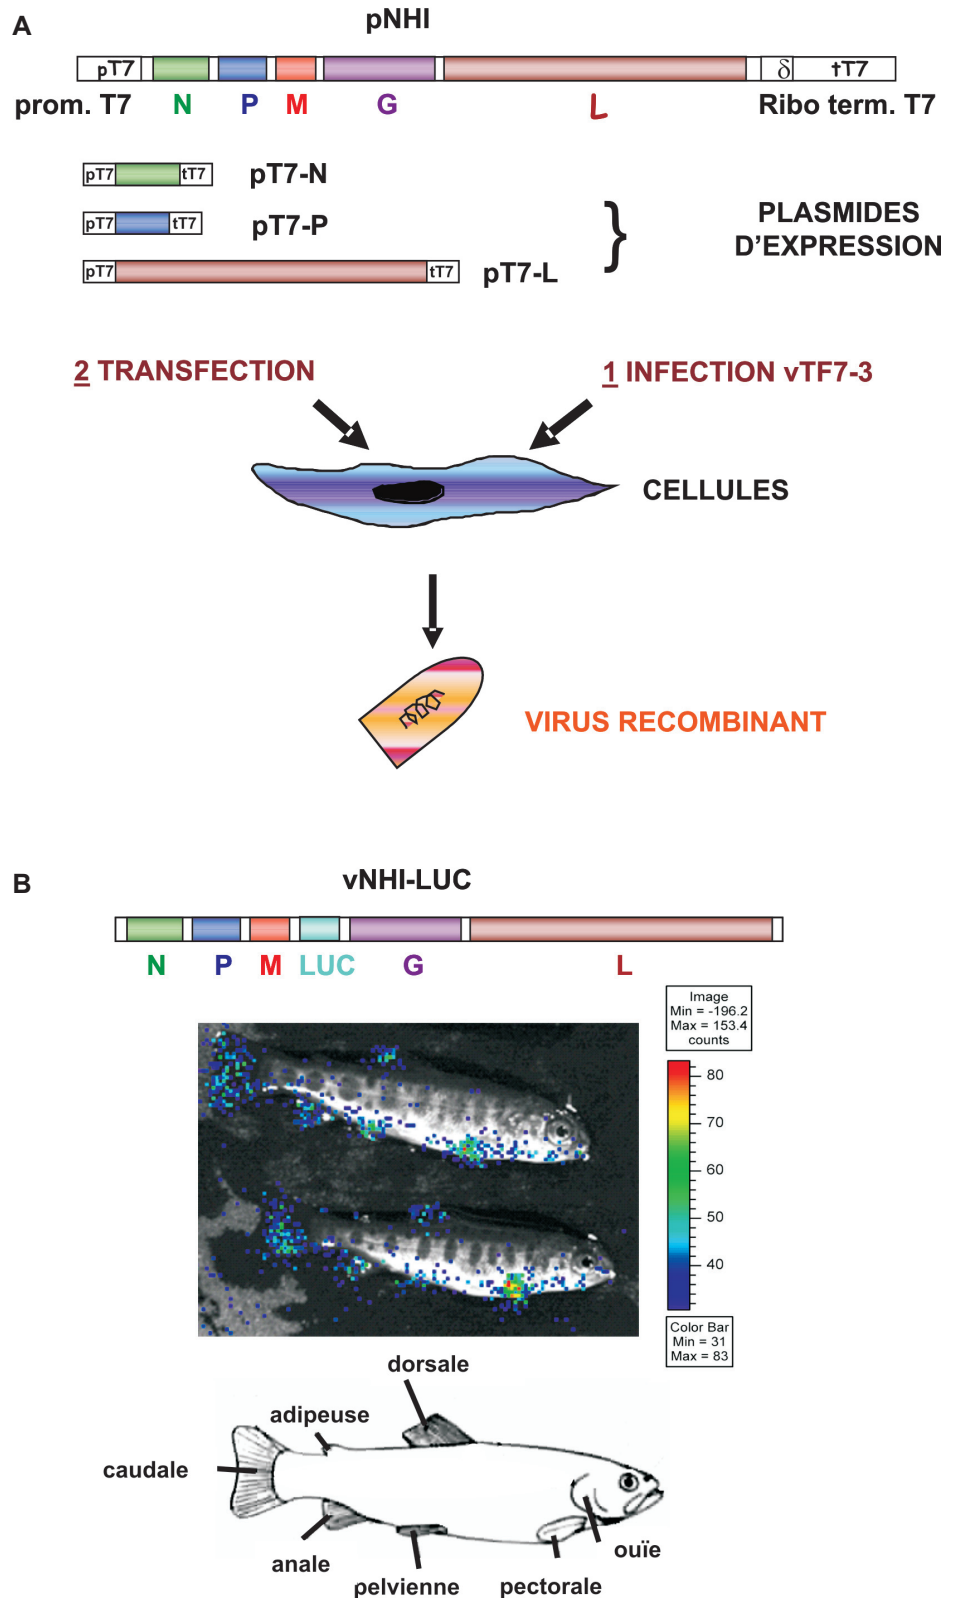 A
pNHI
pT7 δ tT7
prom. T7 N P M G L Ribo term. T7
pT7 tT7 pT7-N
pT7 tT7 pT7-P
pT7 tT7 pT7-L
}
PLASMIDES
D’EXPRESSION
2 TRANSFECTION
1 INFECTION vTF7-3
CELLULES
VIRUS RECOMBINANT
B
vNHI-LUC
N P M LUC G L
Image
Min = -196.2
Max = 153.4
counts
80
70
60
50
40
Color Bar
Min = 31
Max = 83
dorsale
adipeuse
caudale
ouïe
anale
pelvienne
pectorale